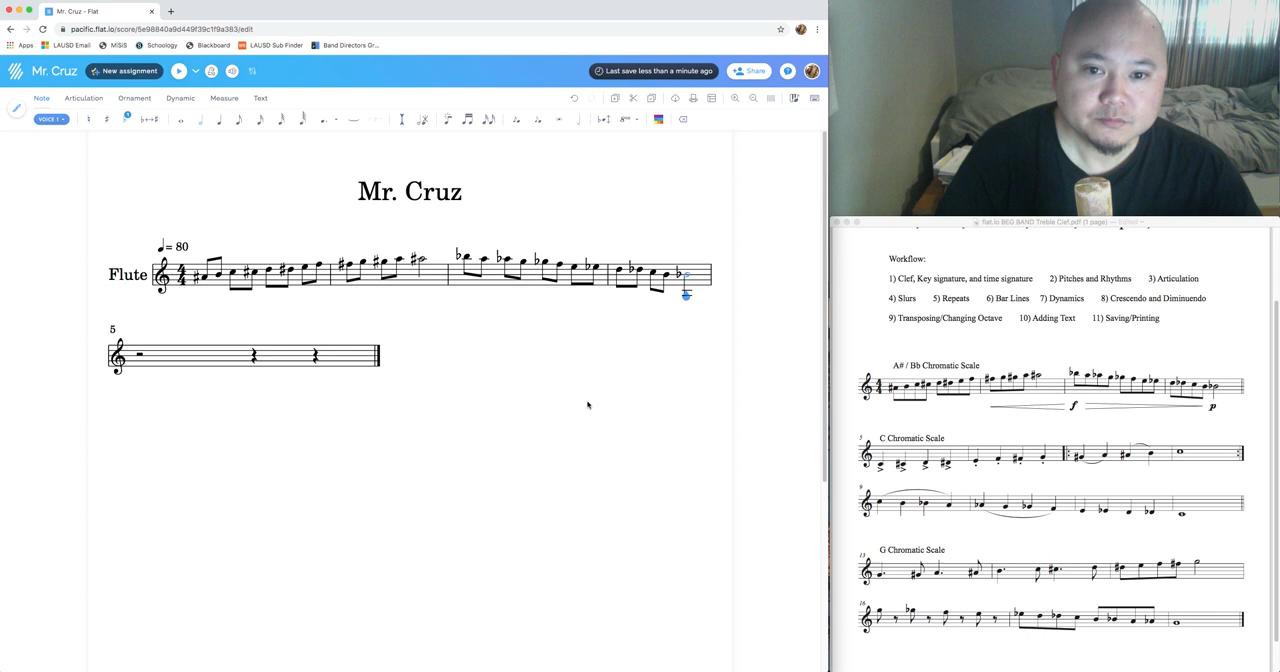 Mr. Cruz - Flat
pacific.flat.io/score/5e98840a9d449f39c1f9a383/edit
Apps LAUSD Email MiSiS Schoology Blackboard LAUSD Sub Finder Band Directors Gr...
Mr. Cruz New assignment Last save less than a minute ago Share
Note Articulation Ornament Dynamic Measure Text
VOICE 1
Mr. Cruz
= 80
Flute
5
flat.io BEG BAND Treble Clef.pdf (1 page) — Edited
Workflow:
1) Clef, Key signature, and time signature 2) Pitches and Rhythms 3) Articulation
4) Slurs 5) Repeats 6) Bar Lines 7) Dynamics 8) Crescendo and Diminuendo
9) Transposing/Changing Octave 10) Adding Text 11) Saving/Printing
A# / Bb Chromatic Scale
f p
5 C Chromatic Scale
9
G Chromatic Scale
13
16